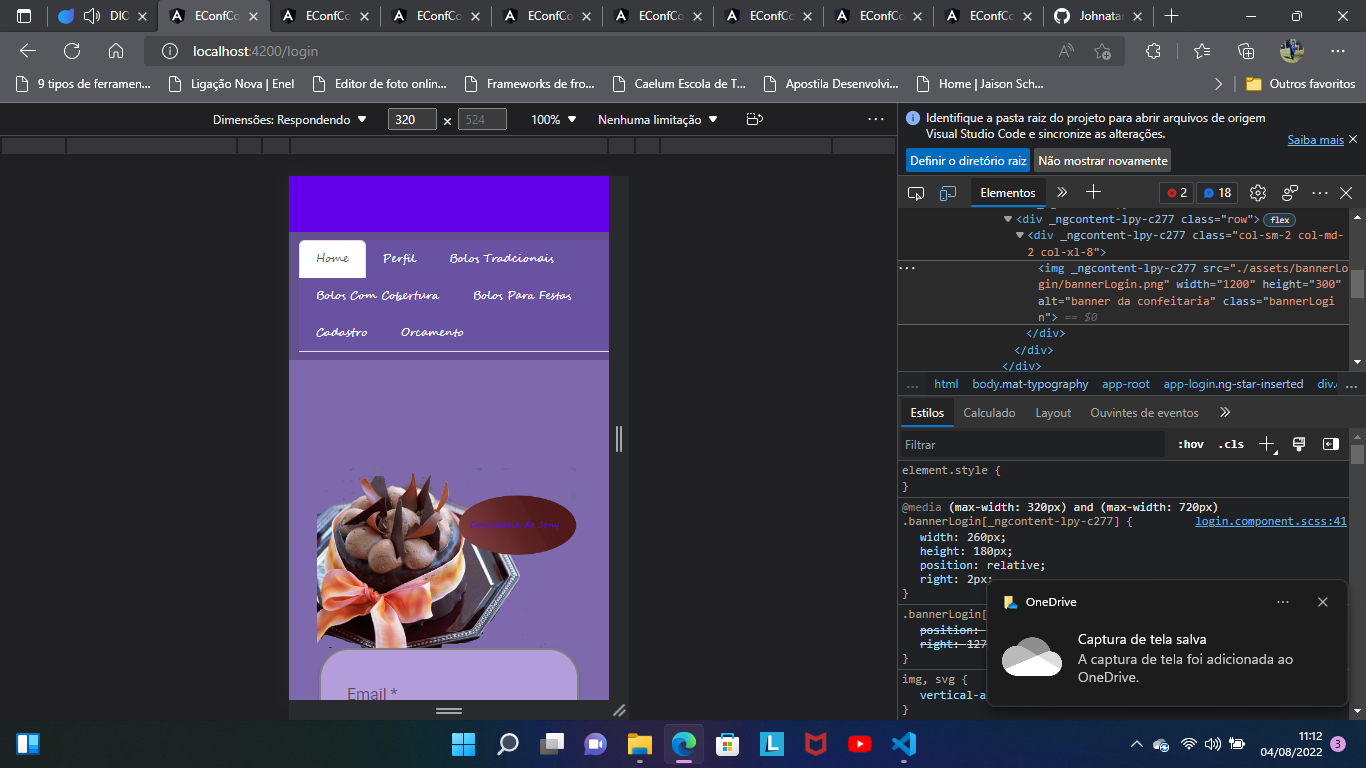 DIO
EConfCo
EConfCo
EConfCo
EConfCo
EConfCo
EConfCo
EConfCo
EConfCo
Johnatan
localhost:4200/login
9 tipos de ferramen...
Ligação Nova | Enel
Editor de foto onlin...
Frameworks de fro...
Caelum Escola de T...
Apostila Desenvolvi...
Home | Jaison Sch...
Outros favoritos
Dimensões: Respondendo
320
×
524
100%
Nenhuma limitação
Identifique a pasta raiz do projeto para abrir arquivos de origem
Visual Studio Code e sincronize as alterações.
Saiba mais
Definir o diretório raiz
Não mostrar novamente
Elementos
2
18
<div _ngcontent-lpy-c277 class="row">
flex
<div _ngcontent-lpy-c277 class="col-sm-2 col-md-
2 col-xl-8">
<img _ngcontent-lpy-c277 src="./assets/bannerLo
gin/bannerLogin.png" width="1200" height="300"
alt="banner da confeitaria" class="bannerLogi
n"> == $0
</div>
</div>
</div>
... html body.mat-typography app-root app-login.ng-star-inserted div. ...
Estilos
Calculado
Layout
Ouvintes de eventos
Filtrar
:hov
.cls
element.style {
}
@media (max-width: 320px) and (max-width: 720px)
.bannerLogin[_ngcontent-lpy-c277] {
login.component.scss:41
width: 260px;
height: 180px;
position: relative;
right: 2px;
}
.bannerLogin[
position:
right: 127
}
img, svg {
vertical-a
}
Home
Perfil
Bolos Tradcionais
Bolos Com Cobertura
Bolos Para Festas
Cadastro
Orcamento
Email *
OneDrive
Captura de tela salva
A captura de tela foi adicionada ao
OneDrive.
11:12
04/08/2022
3